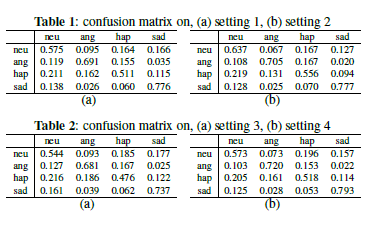 Table 1: confusion matrix on, (a) setting 1, (b) setting 2
neu ang hap sad neu ang hap sad
neu 0.575 0.095 0.164 0.166 neu 0.637 0.067 0.167 0.127
ang 0.119 0.691 0.155 0.035 ang 0.108 0.705 0.167 0.020
hap 0.211 0.162 0.511 0.115 hap 0.219 0.131 0.556 0.094
sad 0.138 0.026 0.060 0.776 sad 0.128 0.025 0.070 0.777
(a) (b)
Table 2: confusion matrix on, (a) setting 3, (b) setting 4
neu ang hap sad neu ang hap sad
neu 0.544 0.093 0.185 0.177 neu 0.573 0.073 0.196 0.157
ang 0.127 0.681 0.167 0.025 ang 0.103 0.720 0.153 0.022
hap 0.216 0.186 0.476 0.122 hap 0.205 0.161 0.518 0.114
sad 0.161 0.039 0.062 0.737 sad 0.125 0.028 0.053 0.793
(a) (b)